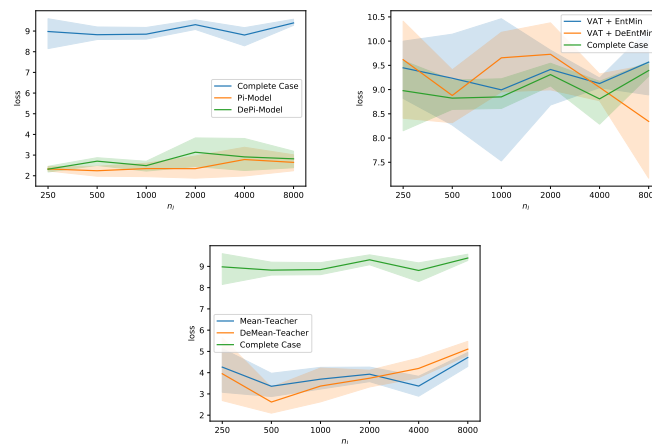 9
8
7
6
5
4
3
2
loss
Complete Case
Pi-Model
DePi-Model
250 500 1000 2000 4000 8000
n_l
10.5
10.0
9.5
9.0
8.5
8.0
7.5
loss
VAT + EntMin
VAT + DeEntMin
Complete Case
250 500 1000 2000 4000 800
n_l
9
8
7
6
5
4
3
2
loss
Mean-Teacher
DeMean-Teacher
Complete Case
250 500 1000 2000 4000 8000
n_l